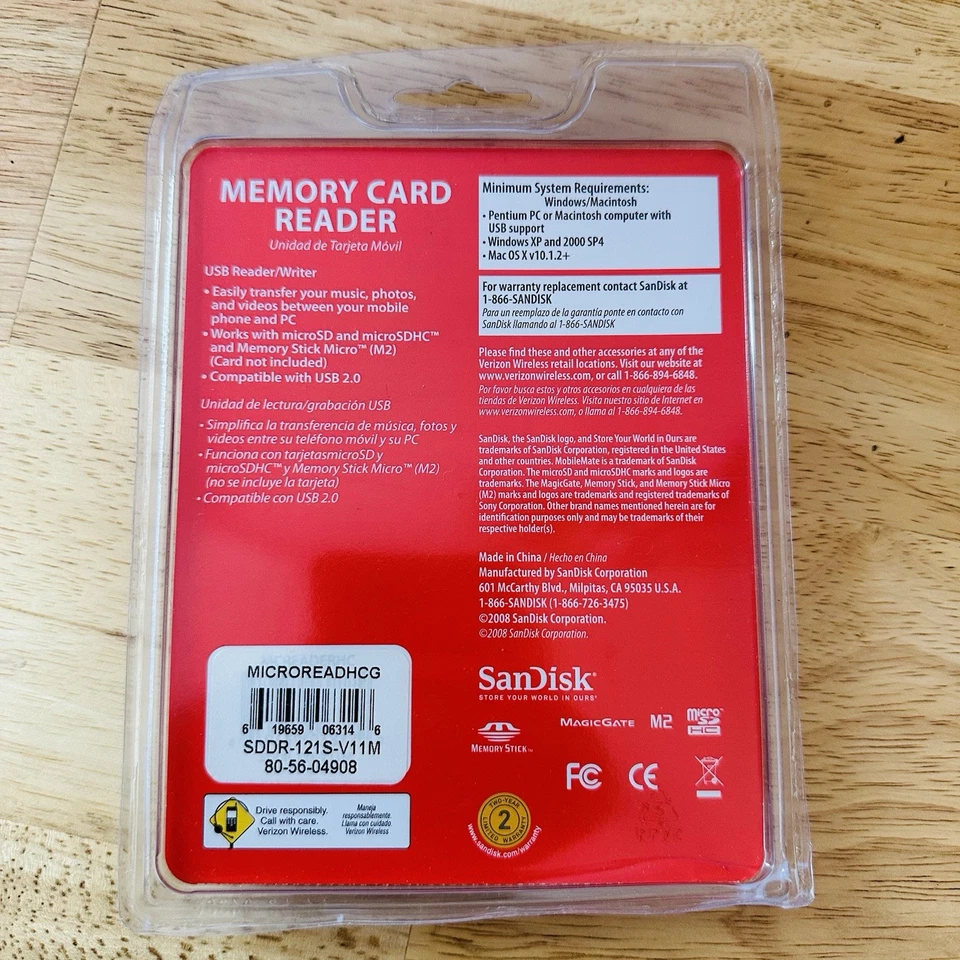 MEMORY CARD
READER
Unidad de Tarjeta Móvil
USB Reader/Writer
• Easily transfer your music, photos,
and videos between your mobile
phone and PC
• Works with microSD and microSDHC™
and Memory Stick Micro™ (M2)
(Card not included)
• Compatible with USB 2.0
Unidad de lectura/grabación USB
• Simplifica la transferencia de música, fotos y
videos entre su teléfono móvil y su PC
• Funciona con tarjetasmicroSD y
microSDHC™ y Memory Stick Micro™ (M2)
(no se incluye la tarjeta)
• Compatible con USB 2.0
MICROREADHCG
6 19659 06314 6
SDDR-121S-V11M
80-56-04908
Drive responsibly.
Call with care.
Verizon Wireless.
Maneja
responsablemente.
Llama con cuidado
Verizon Wireless
Minimum System Requirements:
Windows/Macintosh
• Pentium PC or Macintosh computer with
USB support
• Windows XP and 2000 SP4
• Mac OS X v10.1.2+
For warranty replacement contact SanDisk at
1-866-SANDISK
Para un reemplazo de la garantía ponte en contacto con
SanDisk llamando al 1-866-SANDISK
Please find these and other accessories at any of the
Verizon Wireless retail locations. Visit our website at
www.verizonwireless.com, or call 1-866-894-6848.
Por favor busca estos y otros accesorios en cualquiera de las
tiendas de Verizon Wireless. Visita nuestro sitio de Internet en
www.verizonwireless.com, o llama al 1-866-894-6848.
SanDisk, the SanDisk logo, and Store Your World in Ours are
trademarks of SanDisk Corporation, registered in the United States
and other countries. MobileMate is a trademark of SanDisk
Corporation. The microSD and microSDHC marks and logos are
trademarks. The MagicGate, Memory Stick, and Memory Stick Micro
(M2) marks and logos are trademarks and registered trademarks of
Sony Corporation. Other brand names mentioned herein are for
identification purposes only and may be trademarks of their
respective holder(s).
Made in China / Hecho en China
Manufactured by SanDisk Corporation
601 McCarthy Blvd., Milpitas, CA 95035 U.S.A.
1-866-SANDISK (1-866-726-3475)
©2008 SanDisk Corporation.
©2008 SanDisk Corporation.
SanDisk®
STORE YOUR WORLD IN OURS®
MEMORY STICK™
MAGICGATE
M2
micro SD HC
FC CE
TWO-YEAR
2
LIMITED WARRANTY
www.sandisk.com/warranty